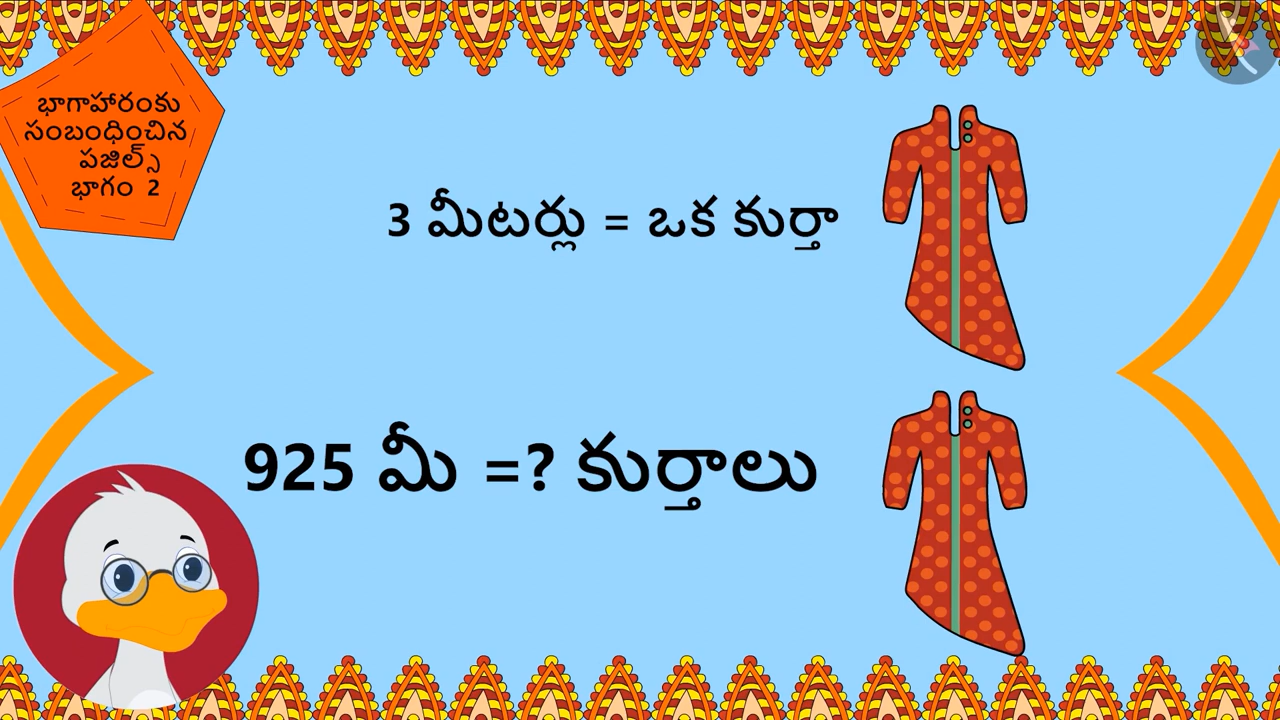 భాగాహారంకు
సంబంధించిన
పజిల్స్
భాగం 2
3 మీటర్లు = ఒక కుర్తా
925 మీ =? కుర్తాలు